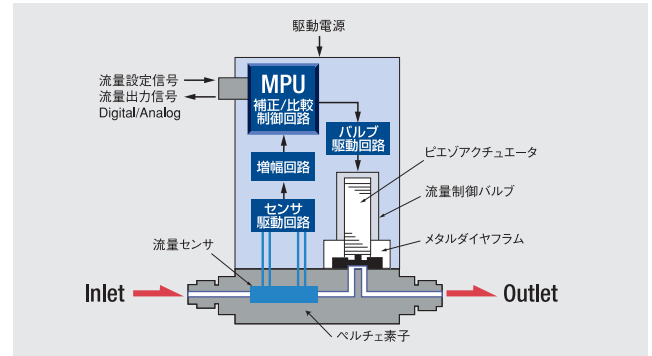 駆動電源
流量設定信号
流量出力信号
Digital/Analog
MPU
補正/比較
制御回路
バルブ
駆動回路
ピエゾアクチュエータ
増幅回路
流量制御バルブ
センサ
駆動回路
メタルダイヤフラム
流量センサ
Inlet
Outlet
ペルチェ素子